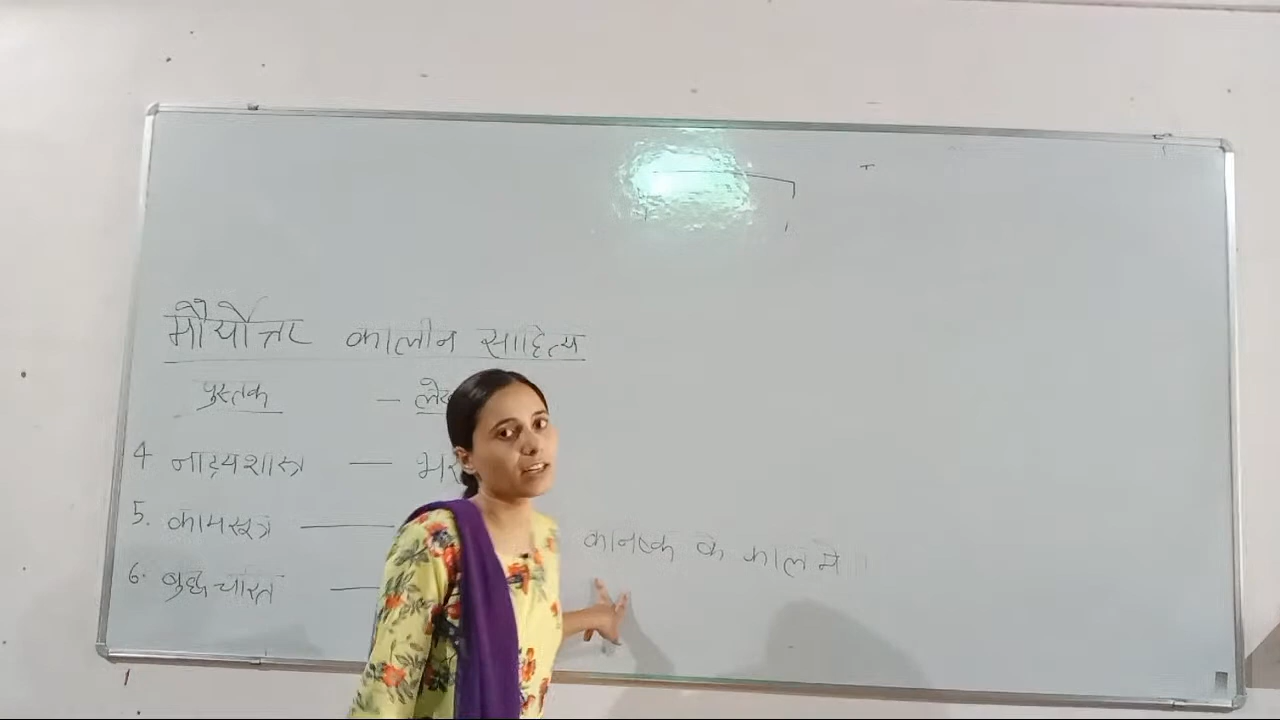 मौर्योत्तर कालीन साहित्य
पुस्तक — ले
4 नाट्यशास्त्र — भर
5. कामसूत्र —
6. बुद्धचरित —
कनिष्क के काल मे